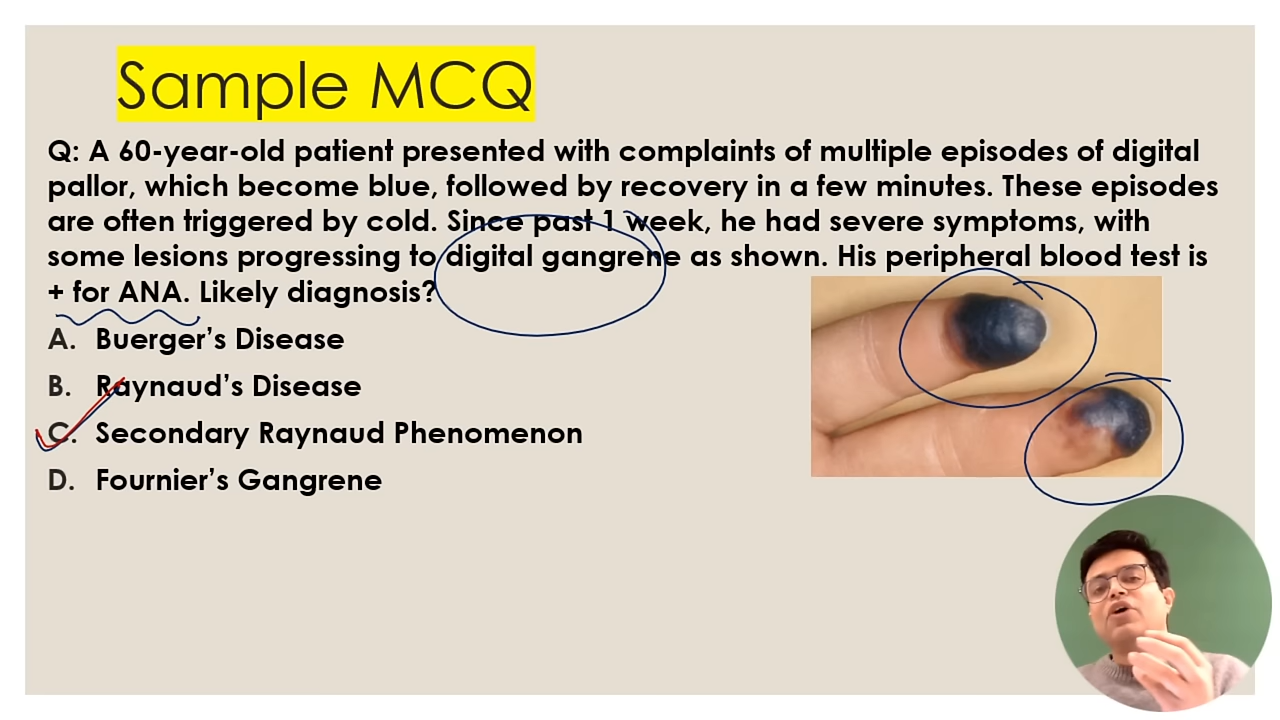 Sample MCQ
Q: A 60-year-old patient presented with complaints of multiple episodes of digital
pallor, which become blue, followed by recovery in a few minutes. These episodes
are often triggered by cold. Since past 1 week, he had severe symptoms, with
some lesions progressing to digital gangrene as shown. His peripheral blood test is
+ for ANA. Likely diagnosis?
A. Buerger’s Disease
B. Raynaud’s Disease
C. Secondary Raynaud Phenomenon
D. Fournier’s Gangrene